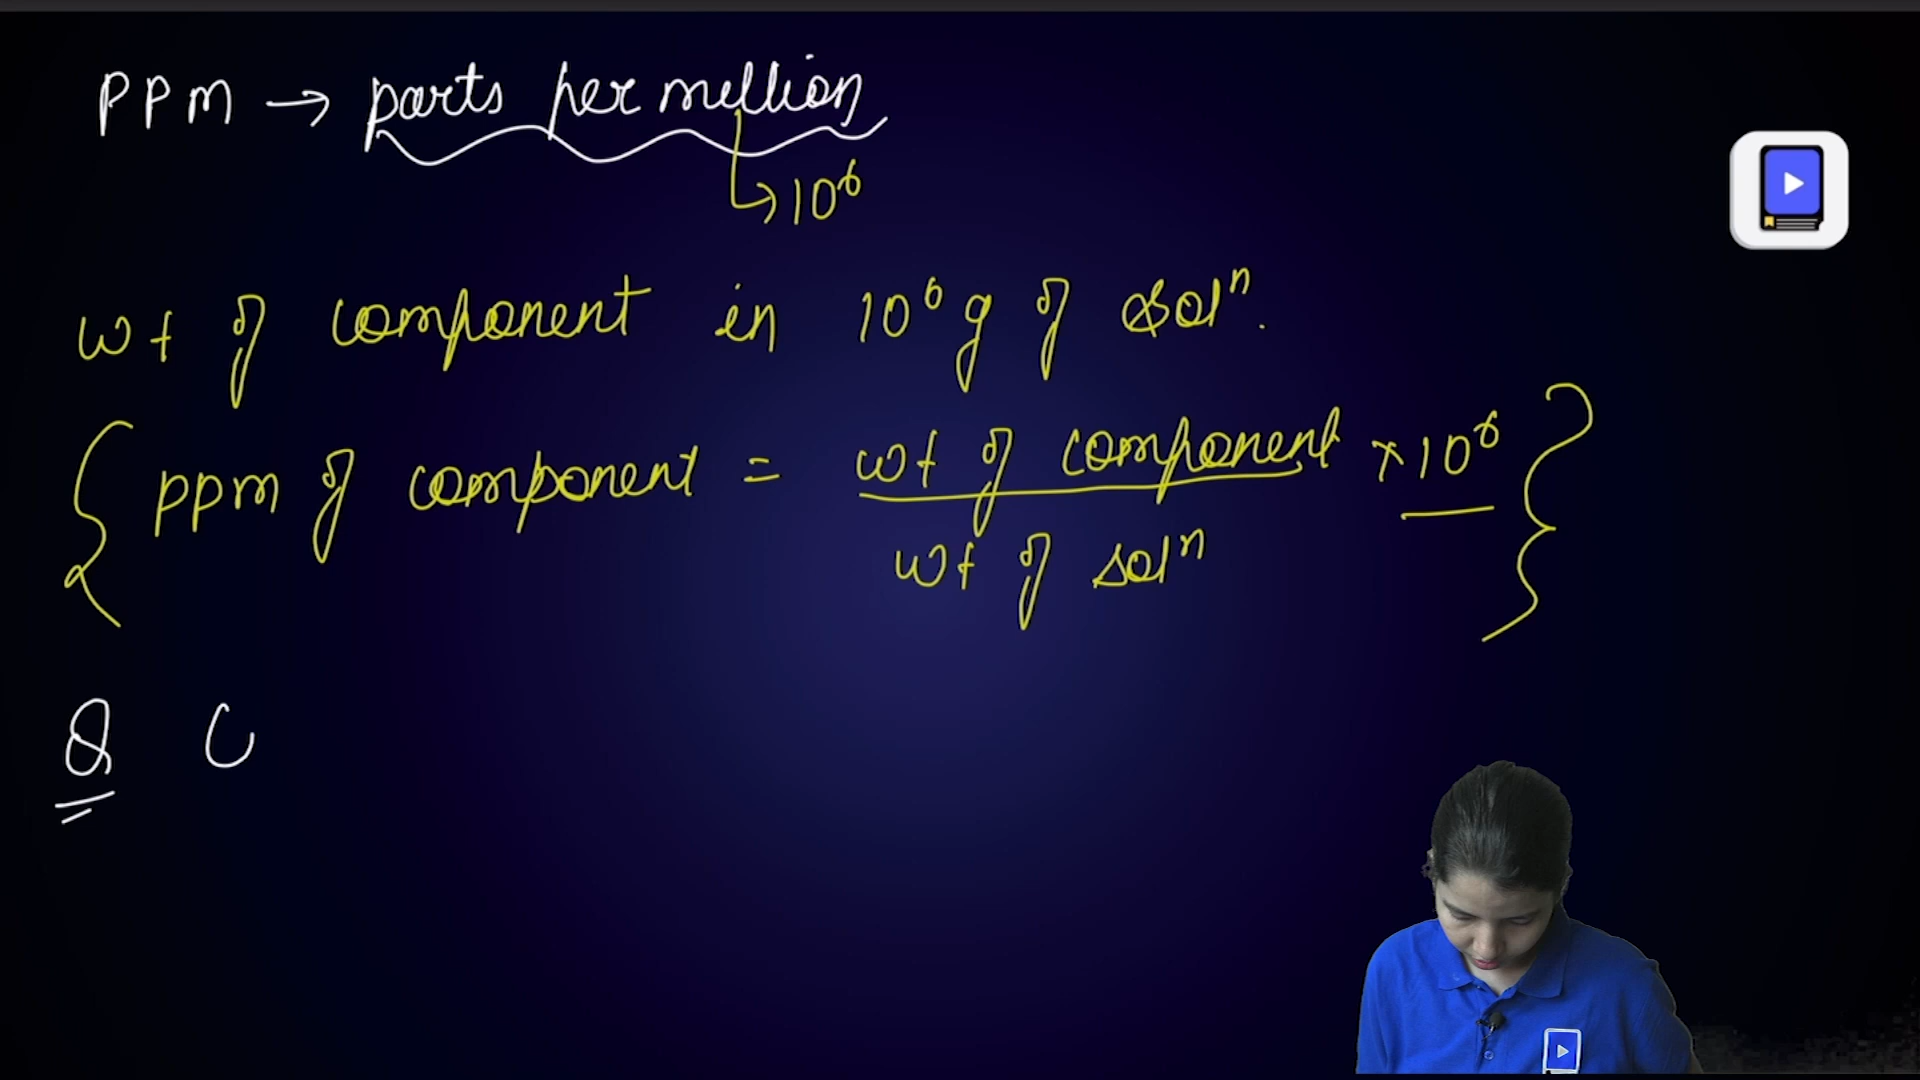 PPM → parts per million
↳ 10⁶
wt of component in 10⁶ g of solⁿ.
{ ppm of component = wt of component × 10⁶ }
wt of solⁿ
Q